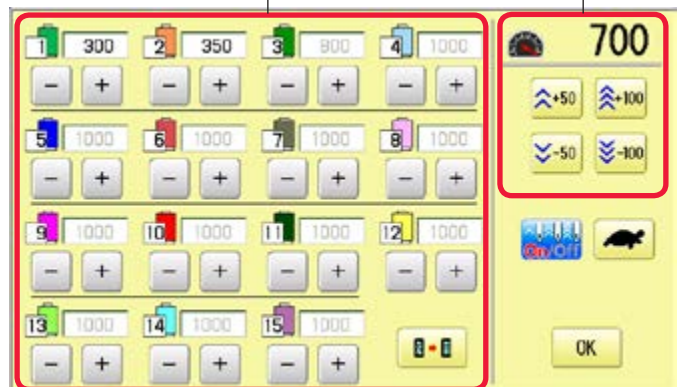 1 300 2 350 3 800 4 1000
700
- + - + - + - +
+50 +100
5 1000 6 1000 7 1000 8 1000
-50 -100
- + - + - + - +
9 1000 10 1000 11 1000 12 1000
On/Off
- + - + - + - +
13 1000 14 1000 15 1000
OK
- + - + - +